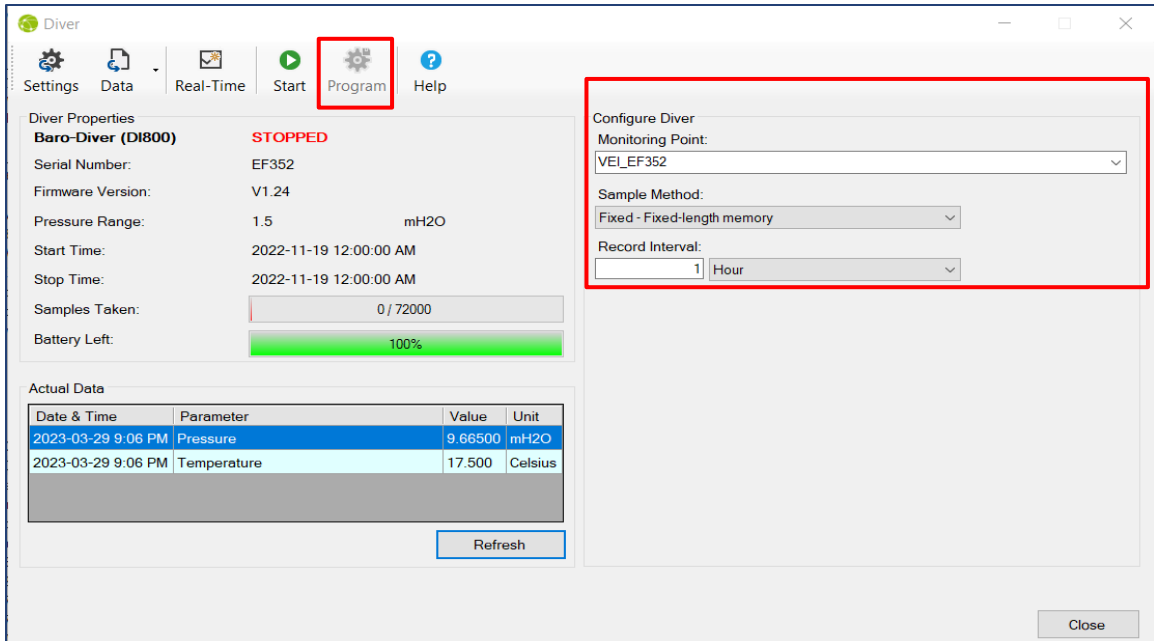 Diver
Settings Data Real-Time Start Program Help
Diver Properties
Baro-Diver (DI800) STOPPED
Serial Number: EF352
Firmware Version: V1.24
Pressure Range: 1.5 mH2O
Start Time: 2022-11-19 12:00:00 AM
Stop Time: 2022-11-19 12:00:00 AM
Samples Taken: 0 / 72000
Battery Left: 100%
Configure Diver
Monitoring Point:
VEI_EF352
Sample Method:
Fixed - Fixed-length memory
Record Interval:
1 Hour
Actual Data
Date & Time Parameter Value Unit
2023-03-29 9:06 PM Pressure 9.66500 mH2O
2023-03-29 9:06 PM Temperature 17.500 Celsius
Refresh
Close